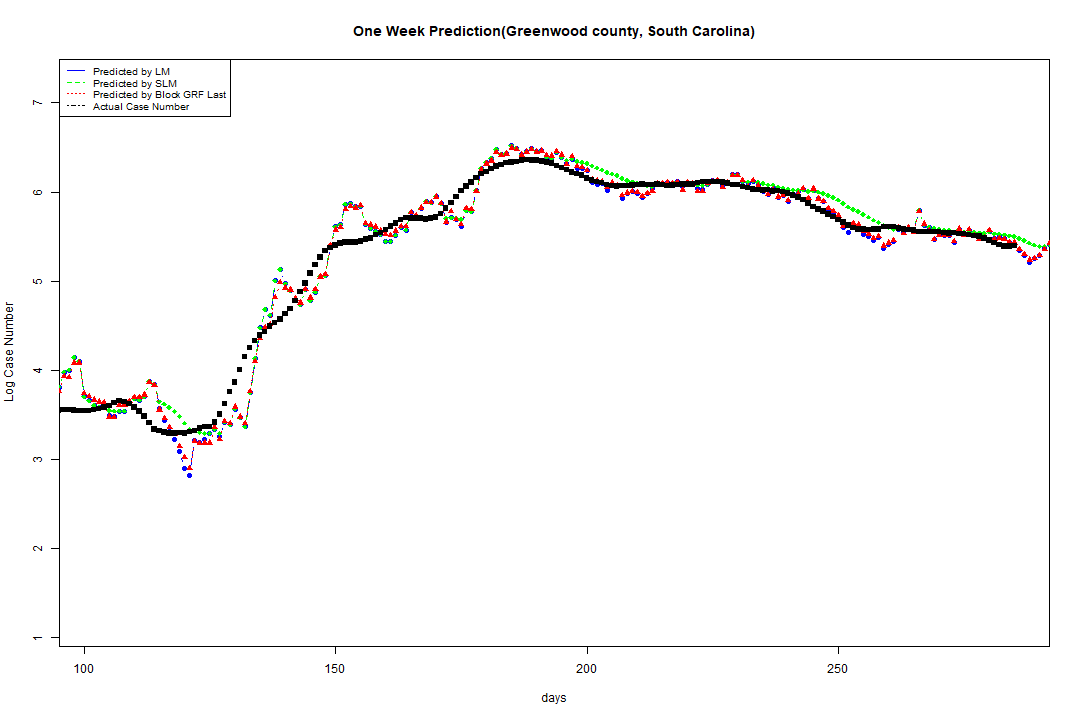 One Week Prediction(Greenwood county, South Carolina)
Predicted by LM
Predicted by SLM
Predicted by Block GRF Last
Actual Case Number
7
6
5
4
3
2
1
Log Case Number
100 150 200 250
days